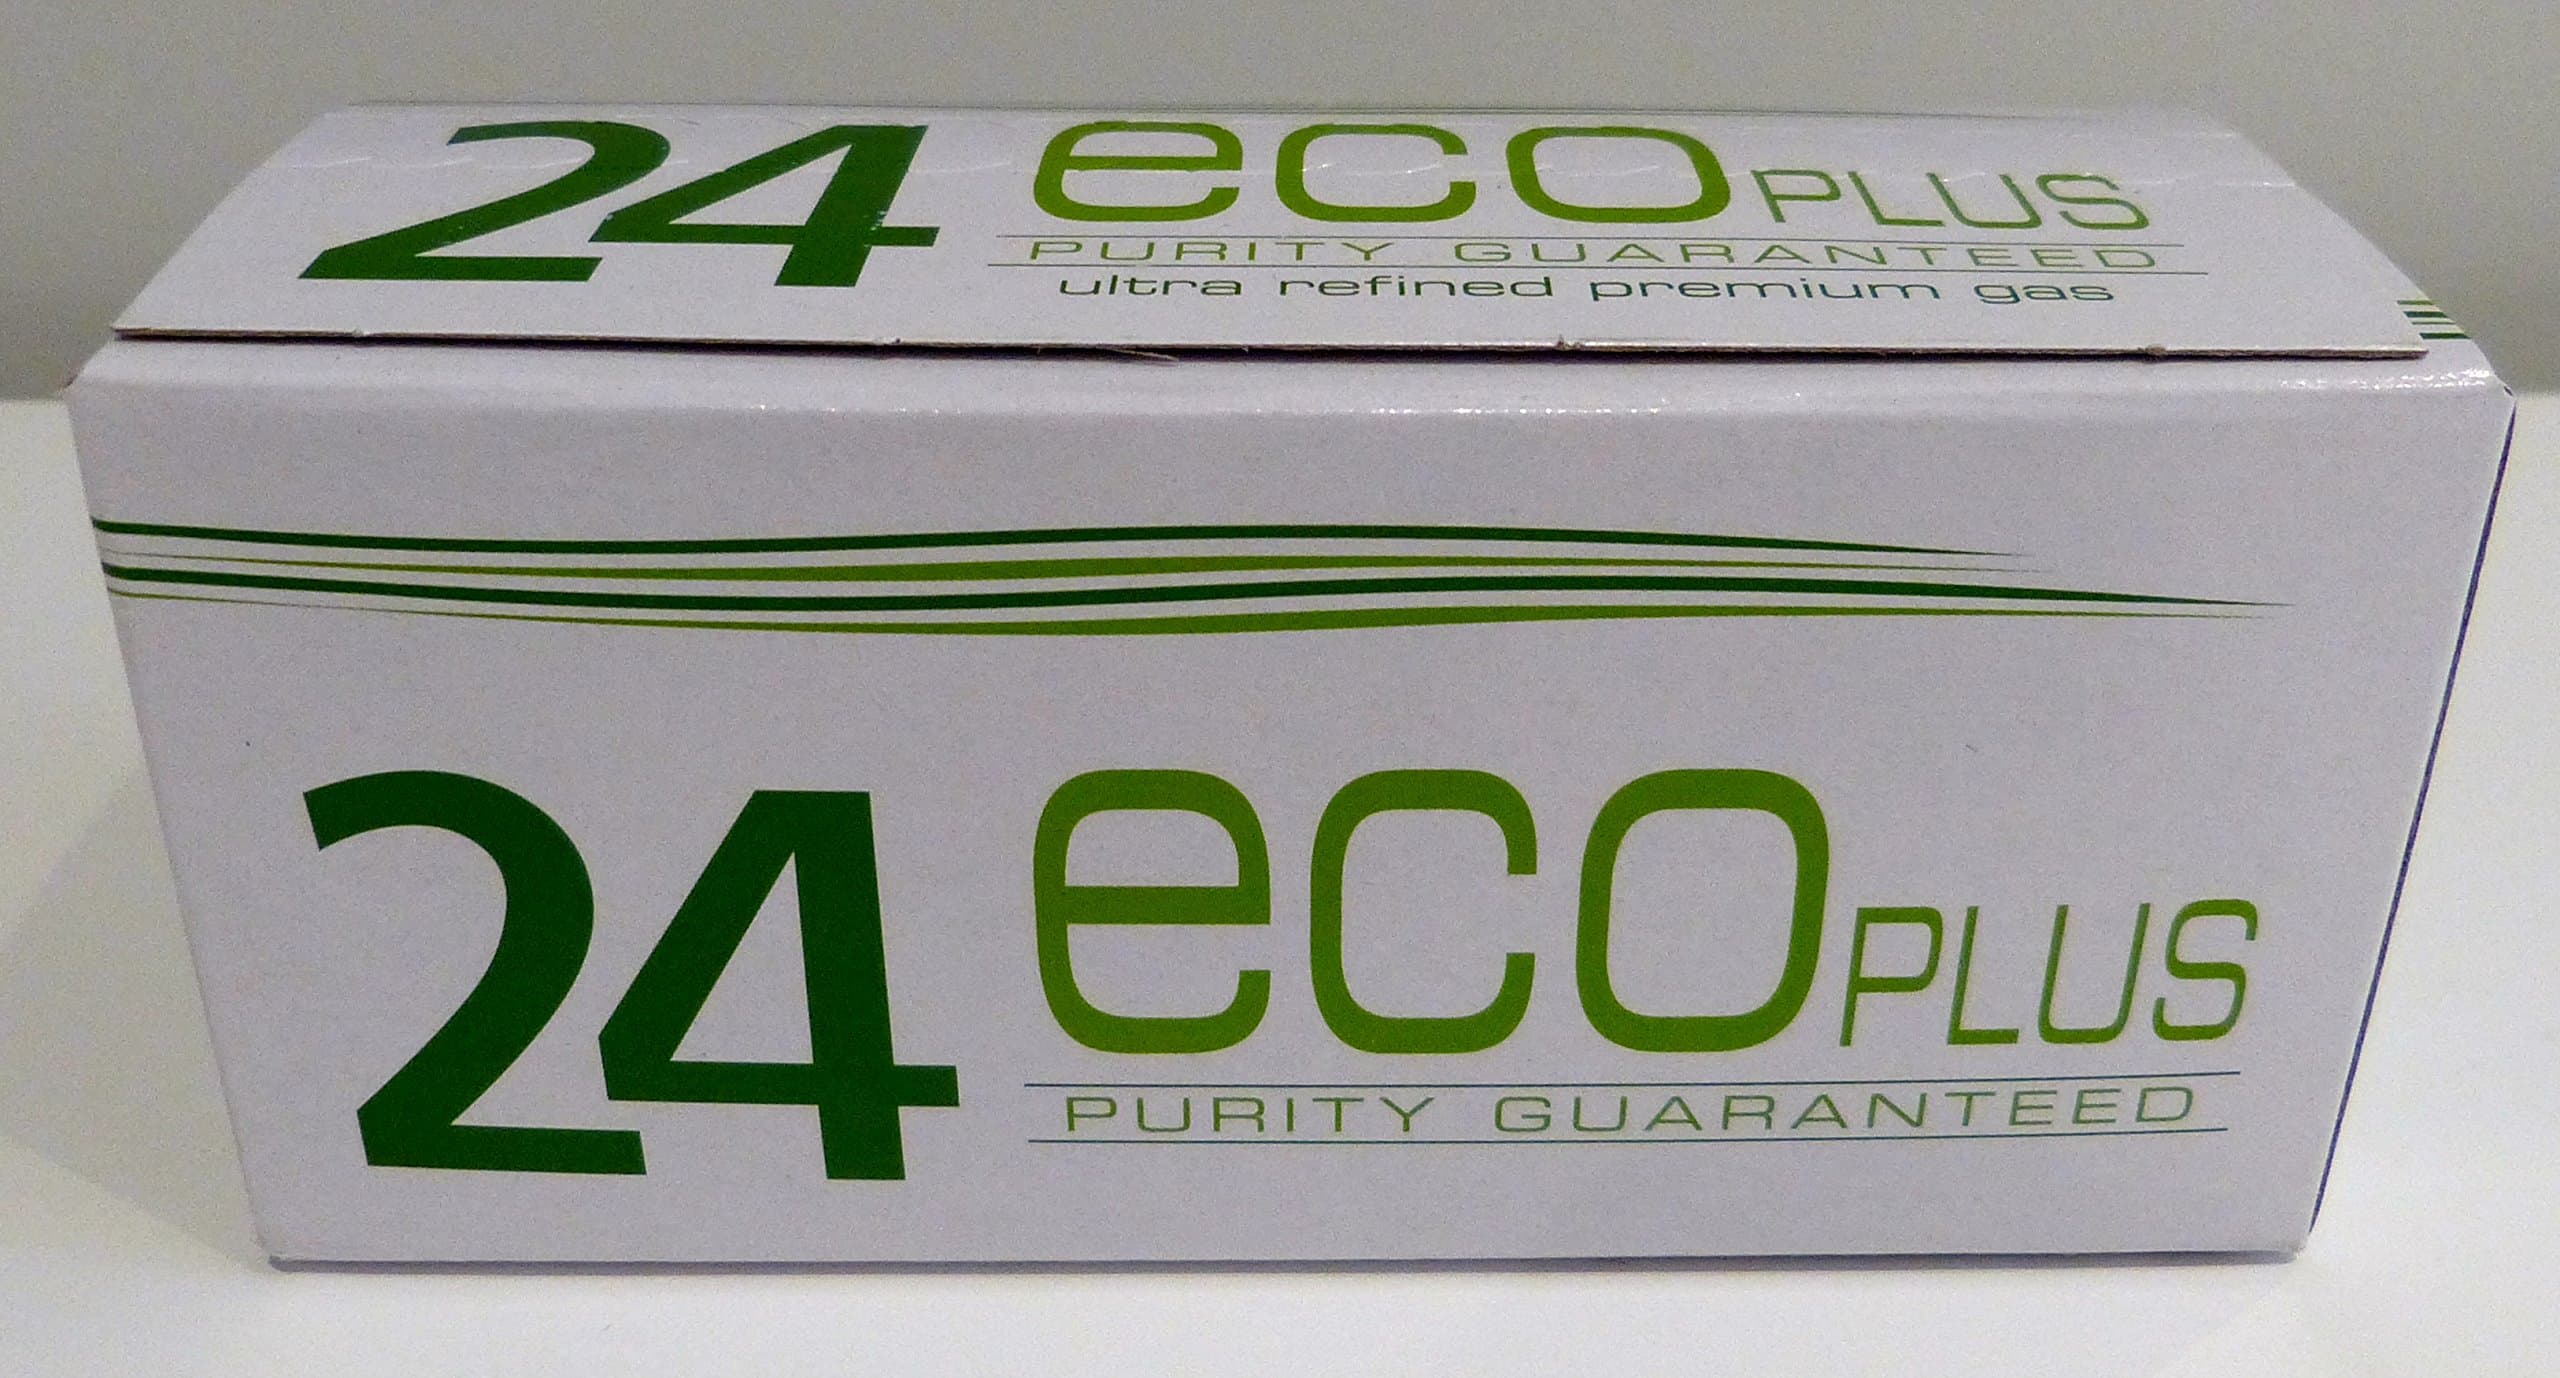 24 eco PLUS
PURITY GUARANTEED
ultra refined premium gas
24 eco PLUS
PURITY GUARANTEED